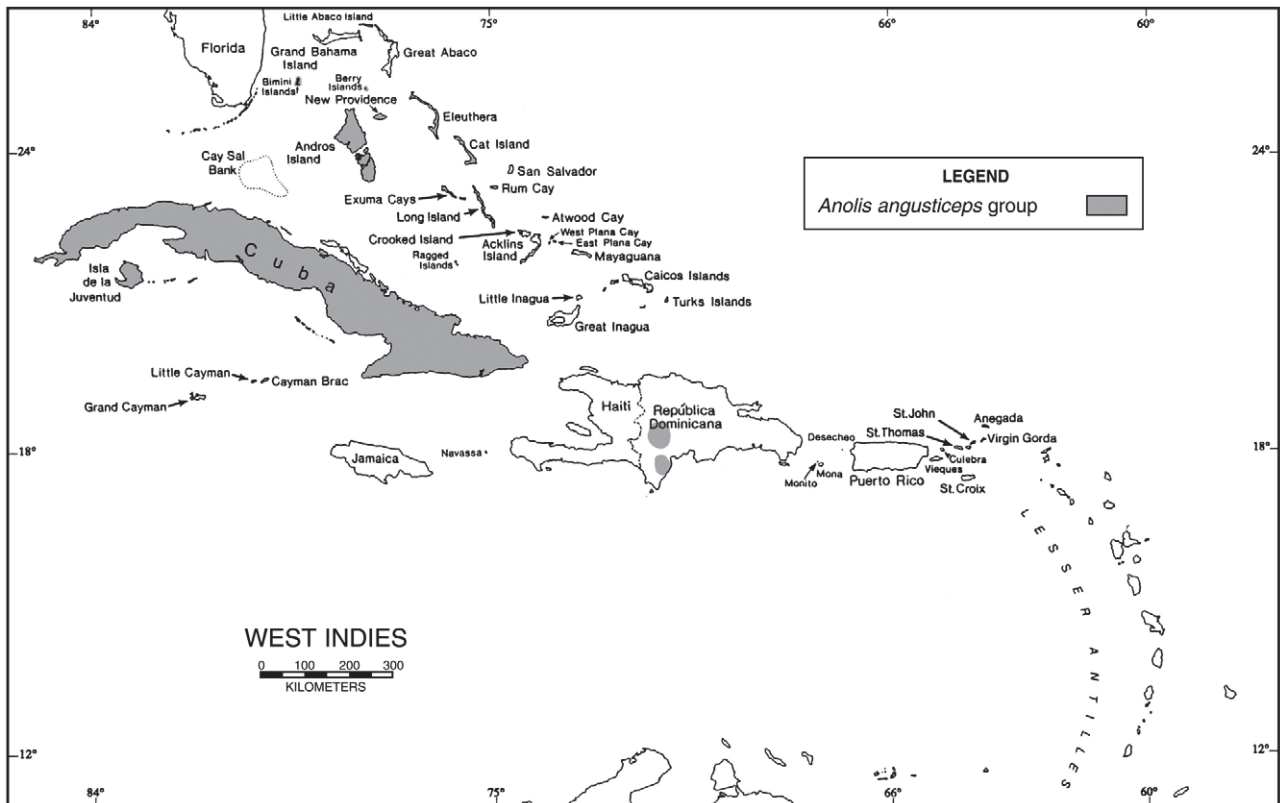 84°
75°
66°
60°
Little Abaco Island
Florida
Grand Bahama
Island
Great Abaco
Bimini
Islands
Berry
Islands
New Providence
Eleuthera
Andros
Island
Cat Island
24°
24°
Cay Sal
Bank
San Salvador
Rum Cay
Exuma Cays
Long Island
Atwood Cay
Crooked Island
West Plana Cay
East Plana Cay
Acklins
Island
Ragged
Islands
Mayaguana
LEGEND
Anolis angusticeps group
Cuba
Isla
de la
Juventud
Caicos Islands
Little Inagua
Turks Islands
Great Inagua
Little Cayman
Cayman Brac
Grand Cayman
Haiti
República
Dominicana
St.John
Anegada
St.Thomas
Virgin Gorda
Desecheo
Culebra
Vieques
18°
18°
Jamaica
Navassa
Mona
Monito
Puerto Rico
St.Croix
LESSER ANTILLES
WEST INDIES
0 100 200 300
KILOMETERS
12°
12°
84°
75°
66°
60°